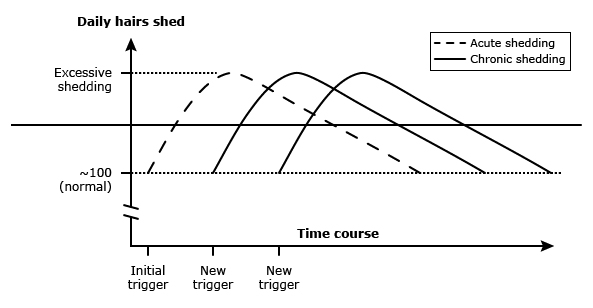 Daily hairs shed
Acute shedding
Chronic shedding
Excessive
shedding
~100
(normal)
Time course
Initial
trigger
New
trigger
New
trigger